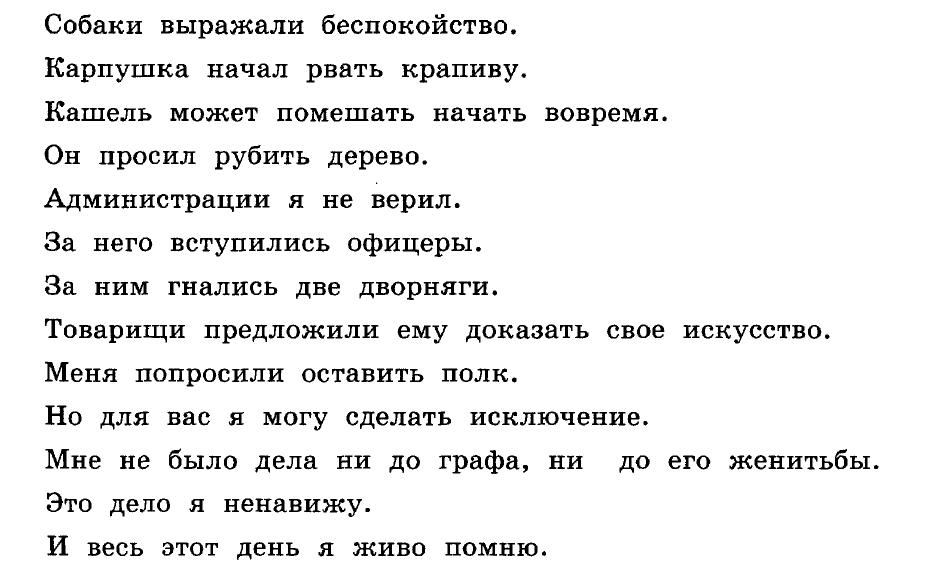 Собаки выражали беспокойство.
Карпушка начал рвать крапиву.
Кашель может помешать начать вовремя.
Он просил рубить дерево.
Администрации я не верил.
За него вступились офицеры.
За ним гнались две дворняги.
Товарищи предложили ему доказать свое искусство.
Меня попросили оставить полк.
Но для вас я могу сделать исключение.
Мне не было дела ни до графа, ни до его женитьбы.
Это дело я ненавижу.
И весь этот день я живо помню.